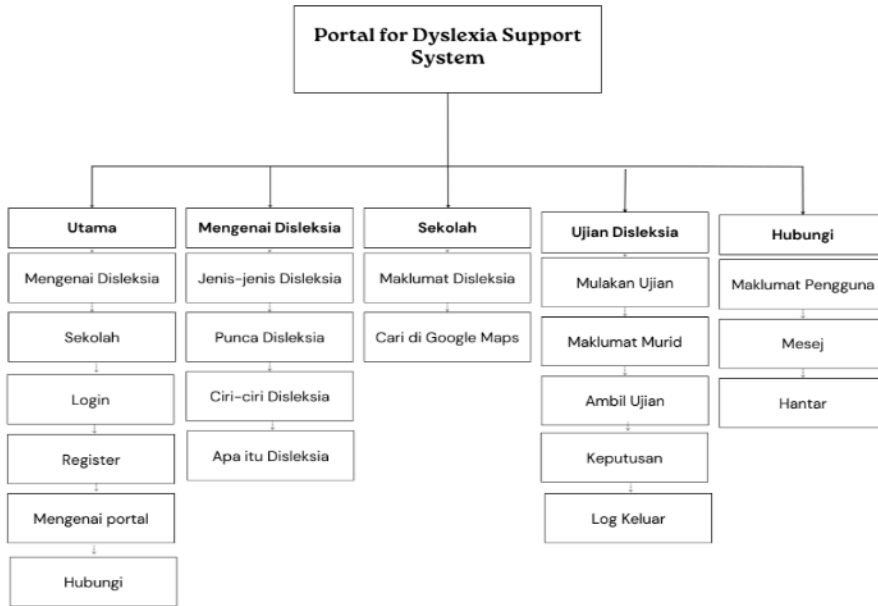 Portal for Dyslexia Support
System
Utama
Mengenai Disleksia
Sekolah
Login
Register
Mengenai portal
Hubungi
Mengenai Disleksia
Jenis-jenis Disleksia
Punca Disleksia
Ciri-ciri Disleksia
Apa itu Disleksia
Sekolah
Maklumat Disleksia
Cari di Google Maps
Ujian Disleksia
Mulakan Ujian
Maklumat Murid
Ambil Ujian
Keputusan
Log Keluar
Hubungi
Maklumat Pengguna
Mesej
Hantar